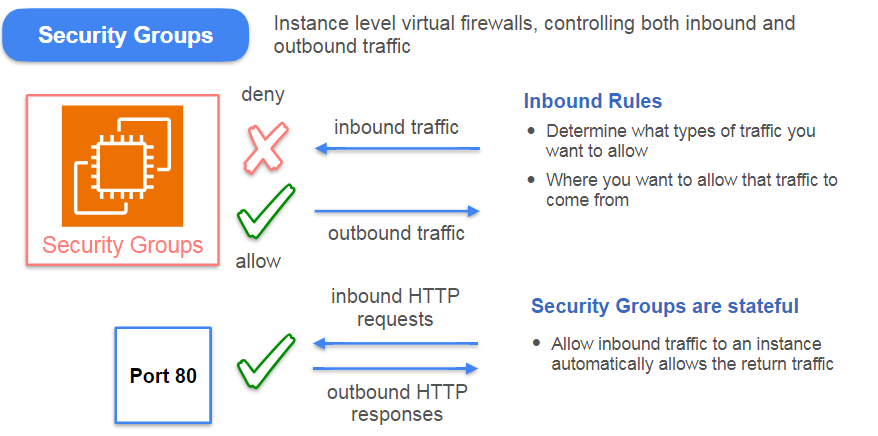 Security Groups
Instance level virtual firewalls, controlling both inbound and
outbound traffic
deny
inbound traffic
outbound traffic
allow
Security Groups
Inbound Rules
• Determine what types of traffic you
want to allow
• Where you want to allow that traffic to
come from
Port 80
inbound HTTP
requests
outbound HTTP
responses
Security Groups are stateful
• Allow inbound traffic to an instance
automatically allows the return traffic